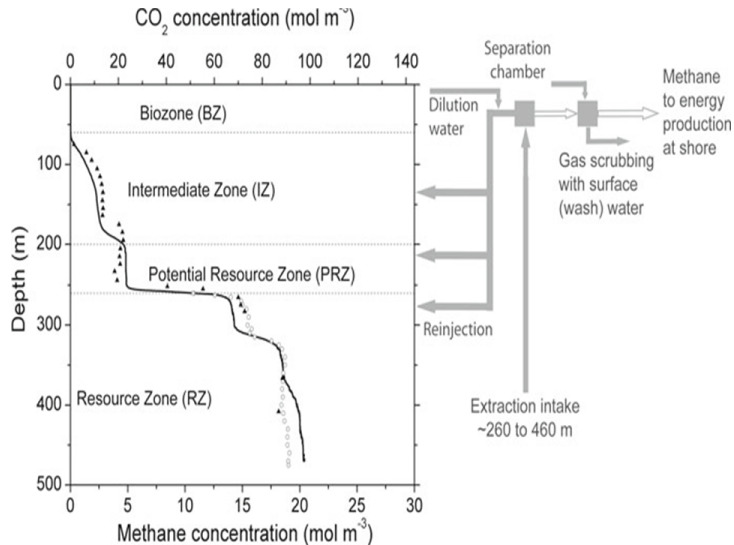 CO₂ concentration (mol m⁻³)
0 20 40 60 80 100 120 140
0
100
200
300
400
500
Depth (m)
Biozone (BZ)
Intermediate Zone (IZ)
Potential Resource Zone (PRZ)
Resource Zone (RZ)
0 5 10 15 20 25 30
Methane concentration (mol m⁻³)
Separation
chamber
Dilution
water
Methane
to energy
production
at shore
Gas scrubbing
with surface
(wash) water
Reinjection
Extraction intake
~260 to 460 m